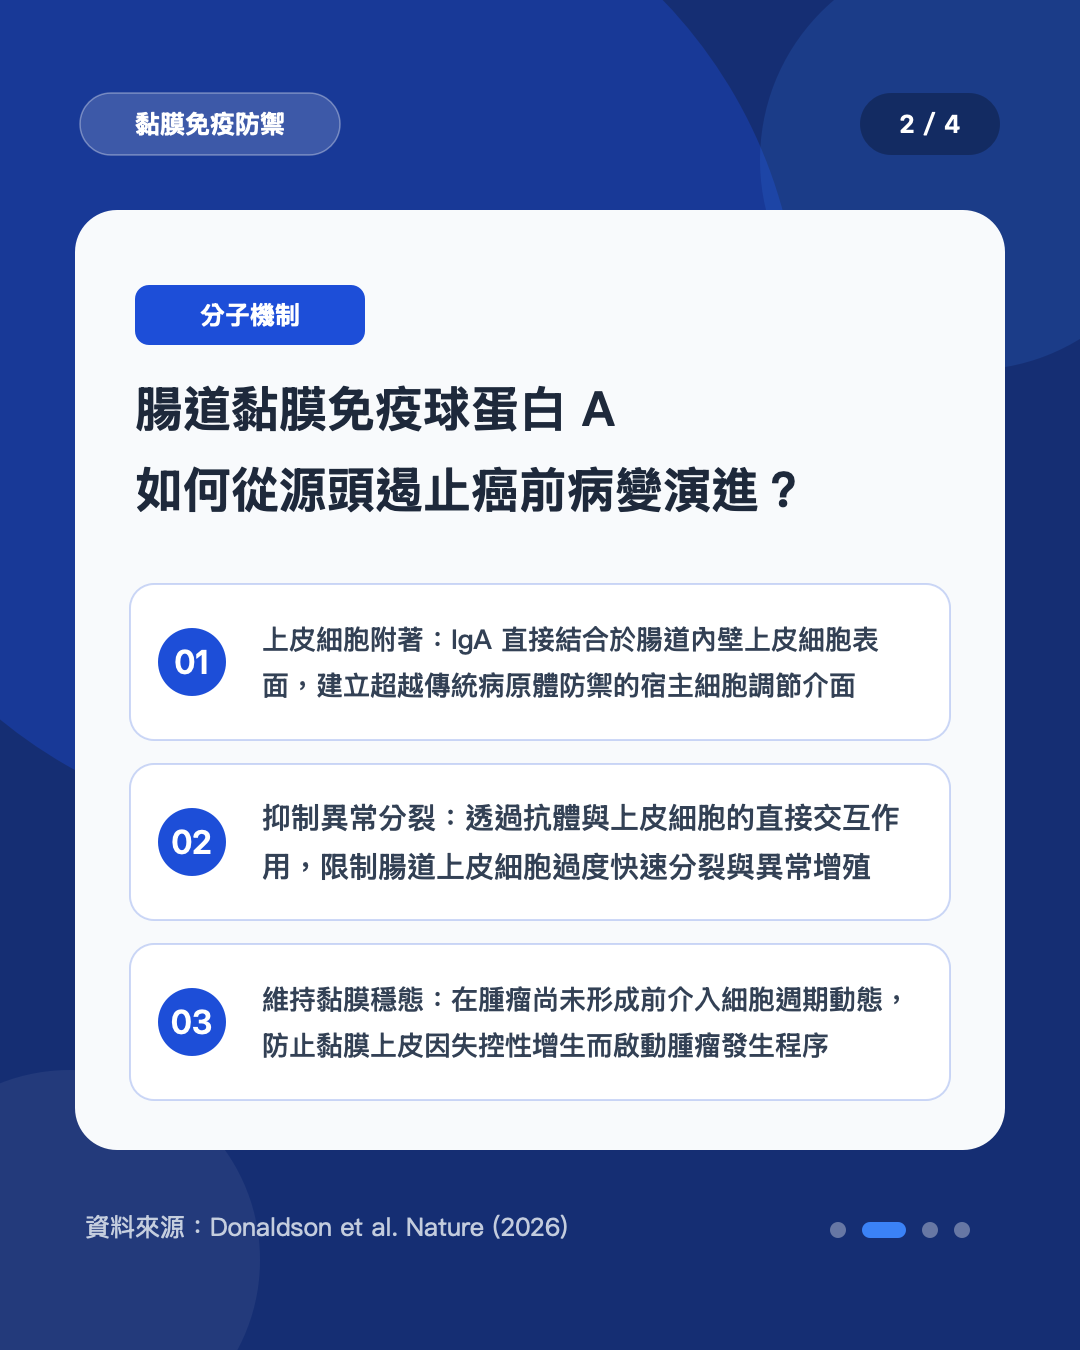 黏膜免疫防禦
2 / 4
分子機制
腸道黏膜免疫球蛋白 A
如何從源頭遏止癌前病變演進？
01
上皮細胞附著：IgA 直接結合於腸道內壁上皮細胞表
面，建立超越傳統病原體防禦的宿主細胞調節介面
02
抑制異常分裂：透過抗體與上皮細胞的直接交互作
用，限制腸道上皮細胞過度快速分裂與異常增殖
03
維持黏膜穩態：在腫瘤尚未形成前介入細胞週期動態，
防止黏膜上皮因失控性增生而啟動腫瘤發生程序
資料來源：Donaldson et al. Nature (2026)